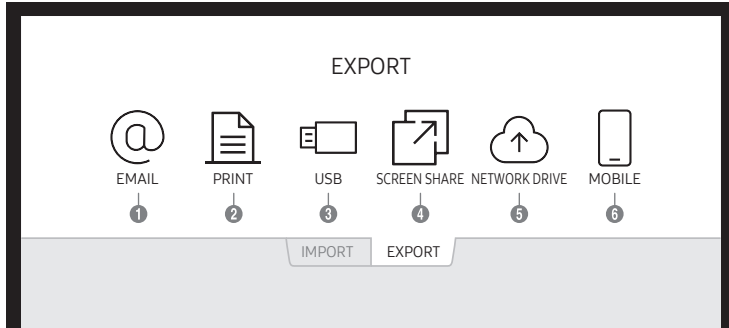 EXPORT
@
EMAIL PRINT USB SCREEN SHARE NETWORK DRIVE MOBILE
1 2 3 4 5 6
IMPORT EXPORT